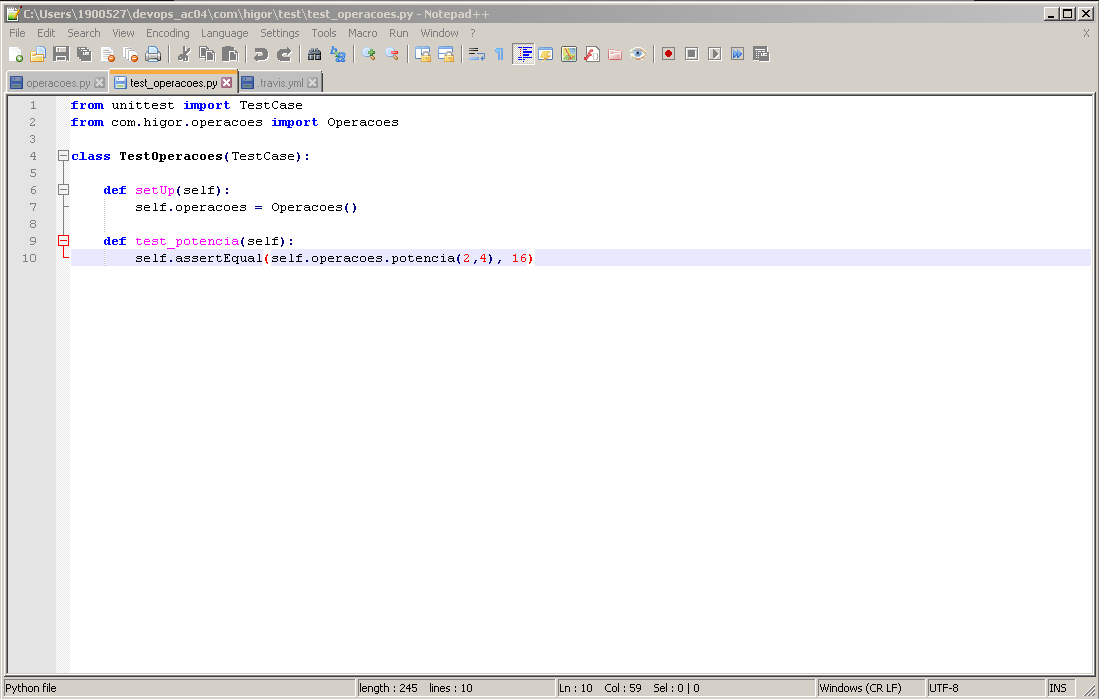 C:\Users\1900527\devops_ac04\com\higor\test\test_operacoes.py - Notepad++
File Edit Search View Encoding Language Settings Tools Macro Run Window ? X
operacoes.py test_operacoes.py .travis.yml
1 from unittest import TestCase
2 from com.higor.operacoes import Operacoes
3
4 class TestOperacoes(TestCase):
5
6     def setUp(self):
7         self.operacoes = Operacoes()
8
9     def test_potencia(self):
10         self.assertEqual(self.operacoes.potencia(2,4), 16)
Python file length : 245 lines : 10 Ln : 10 Col : 59 Sel : 0 | 0 Windows (CR LF) UTF-8 INS